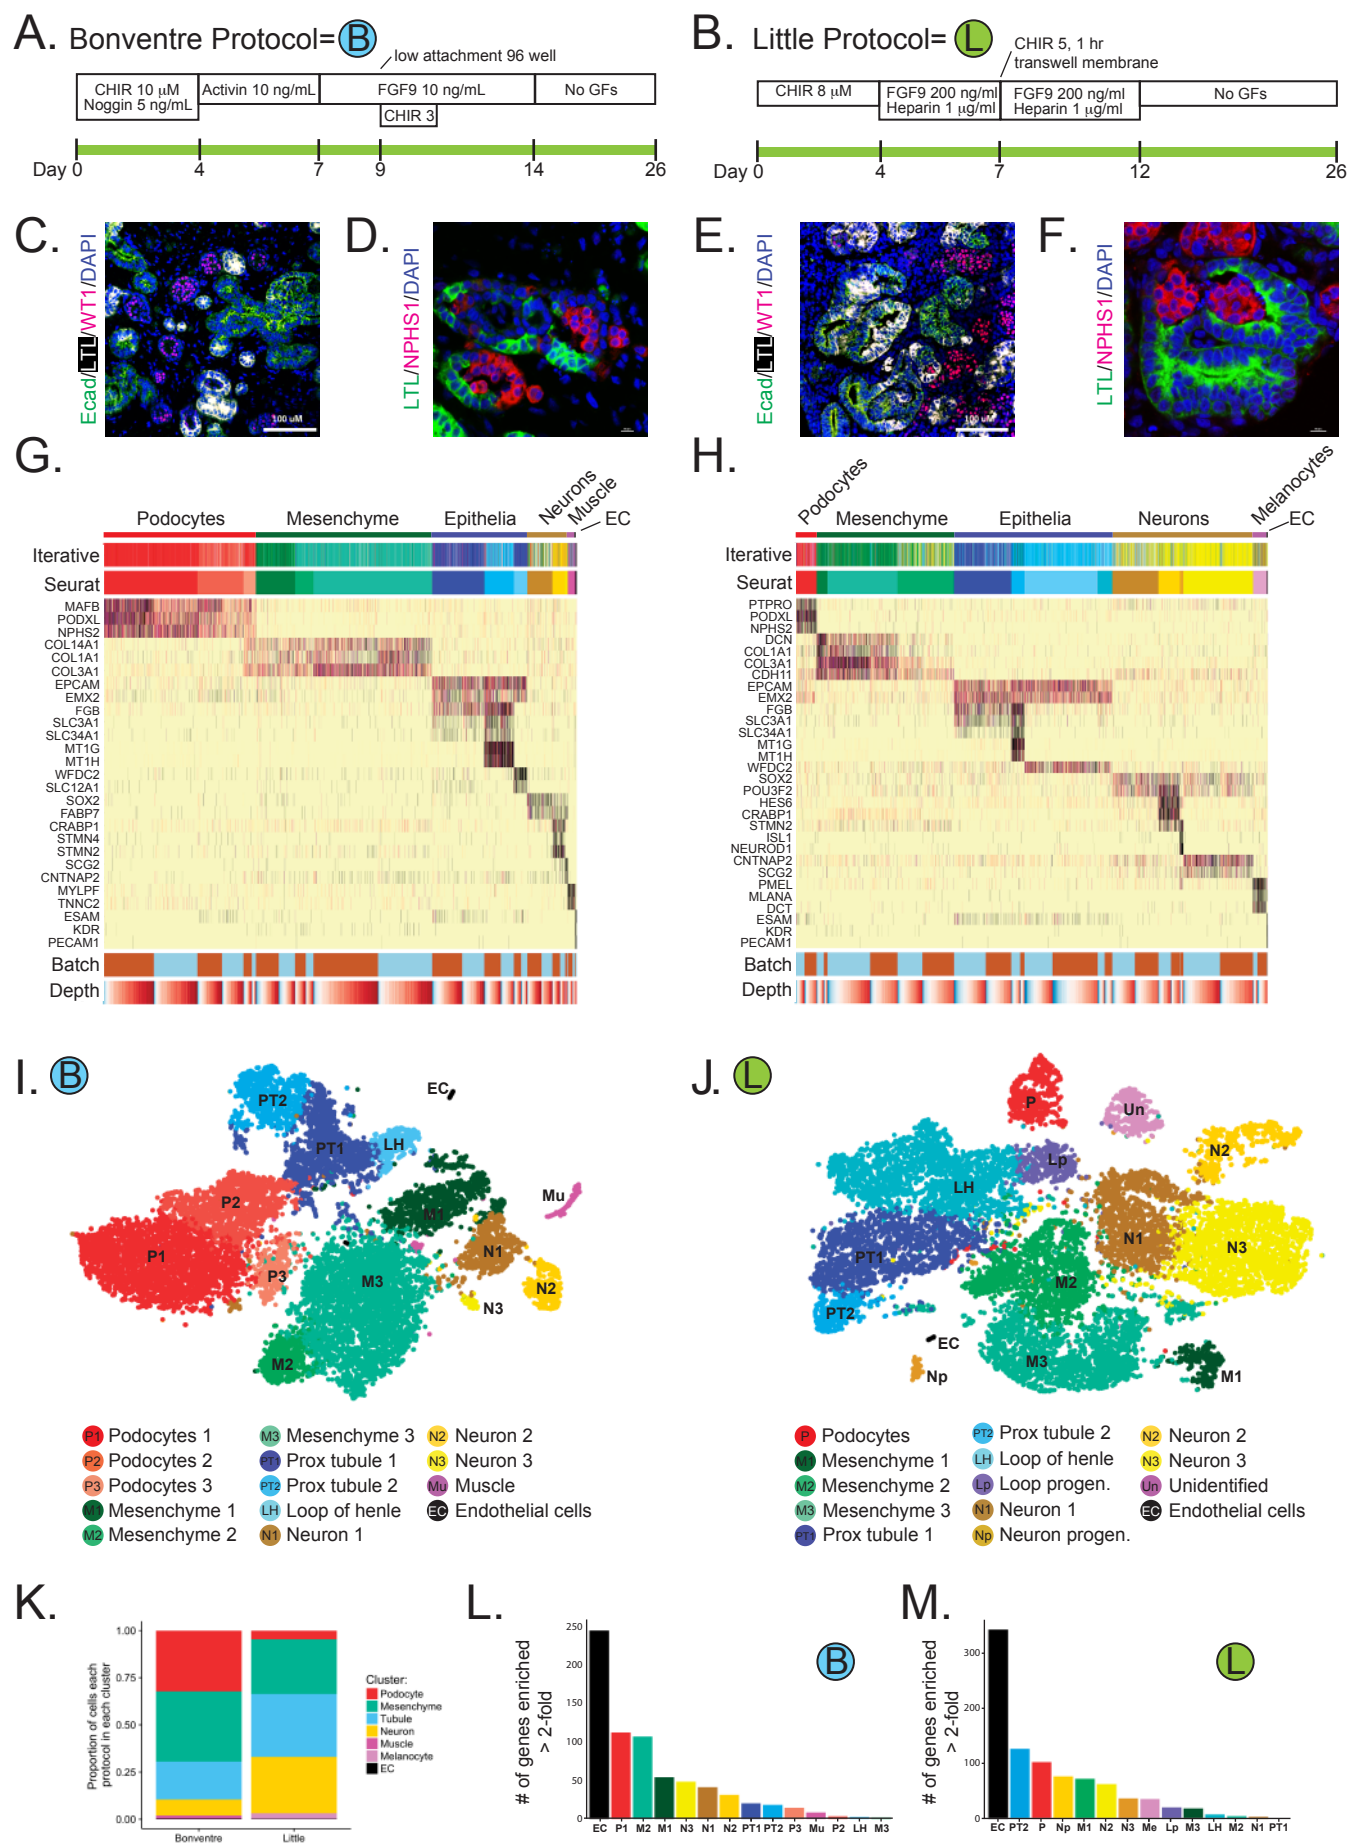 A. Bonventre Protocol= B
low attachment 96 well
CHIR 10 µM
Noggin 5 ng/mL
Activin 10 ng/mL
FGF9 10 ng/mL
No GFs
CHIR 3
Day 0 4 7 9 14 26
B. Little Protocol= L
CHIR 5, 1 hr
transwell membrane
CHIR 8 µM
FGF9 200 ng/ml
Heparin 1 µg/ml
FGF9 200 ng/ml
Heparin 1 µg/ml
No GFs
Day 0 4 7 12 26
C.
Ecad/LTL/WT1/DAPI
100 uM
D.
LTL/NPHS1/DAPI
E.
Ecad/LTL/WT1/DAPI
100 uM
F.
LTL/NPHS1/DAPI
G.
Podocytes Mesenchyme Epithelia Neurons Muscle EC
Iterative
Seurat
MAFB
PODXL
NPHS2
COL14A1
COL1A1
COL3A1
EPCAM
EMX2
FGB
SLC3A1
SLC34A1
MT1G
MT1H
WFDC2
SLC12A1
SOX2
FABP7
CRABP1
STMN4
STMN2
SCG2
CNTNAP2
MYLPF
TNNC2
ESAM
KDR
PECAM1
Batch
Depth
H.
Podocytes Mesenchyme Epithelia Neurons Melanocytes EC
Iterative
Seurat
PTPRO
PODXL
NPHS2
DCN
COL1A1
COL3A1
CDH11
EPCAM
EMX2
FGB
SLC3A1
SLC34A1
MT1G
MT1H
WFDC2
SOX2
POU3F2
HES6
CRABP1
STMN2
ISL1
NEUROD1
CNTNAP2
SCG2
PMEL
MLANA
DCT
ESAM
KDR
PECAM1
Batch
Depth
I. B
PT2
EC
PT1
LH
P2
M1
Mu
P1
P3
M3
N1
N2
N3
M2
P1 Podocytes 1
P2 Podocytes 2
P3 Podocytes 3
M1 Mesenchyme 1
M2 Mesenchyme 2
M3 Mesenchyme 3
PT1 Prox tubule 1
PT2 Prox tubule 2
LH Loop of henle
N1 Neuron 1
N2 Neuron 2
N3 Neuron 3
Mu Muscle
EC Endothelial cells
J. L
P
Un
N2
Lp
LH
N1
N3
PT1
M2
PT2
EC
M3
Np
M1
P Podocytes
M1 Mesenchyme 1
M2 Mesenchyme 2
M3 Mesenchyme 3
PT1 Prox tubule 1
PT2 Prox tubule 2
LH Loop of henle
Lp Loop progen.
N1 Neuron 1
Np Neuron progen.
N2 Neuron 2
N3 Neuron 3
Un Unidentified
EC Endothelial cells
K.
Proportion of cells each
protocol in each cluster
1.00
0.75
0.50
0.25
0.00
Bonventre Little
Cluster:
Podocyte
Mesenchyme
Tubule
Neuron
Muscle
Melanocyte
EC
L.
B
# of genes enriched
> 2-fold
250
200
150
100
50
0
EC P1 M2 M1 N3 N1 N2 PT1 PT2 P3 Mu P2 LH M3
M.
L
# of genes enriched
> 2-fold
300
200
100
0
EC PT2 P Np M1 N2 N3 Me Lp M3 LH M2 N1 PT1